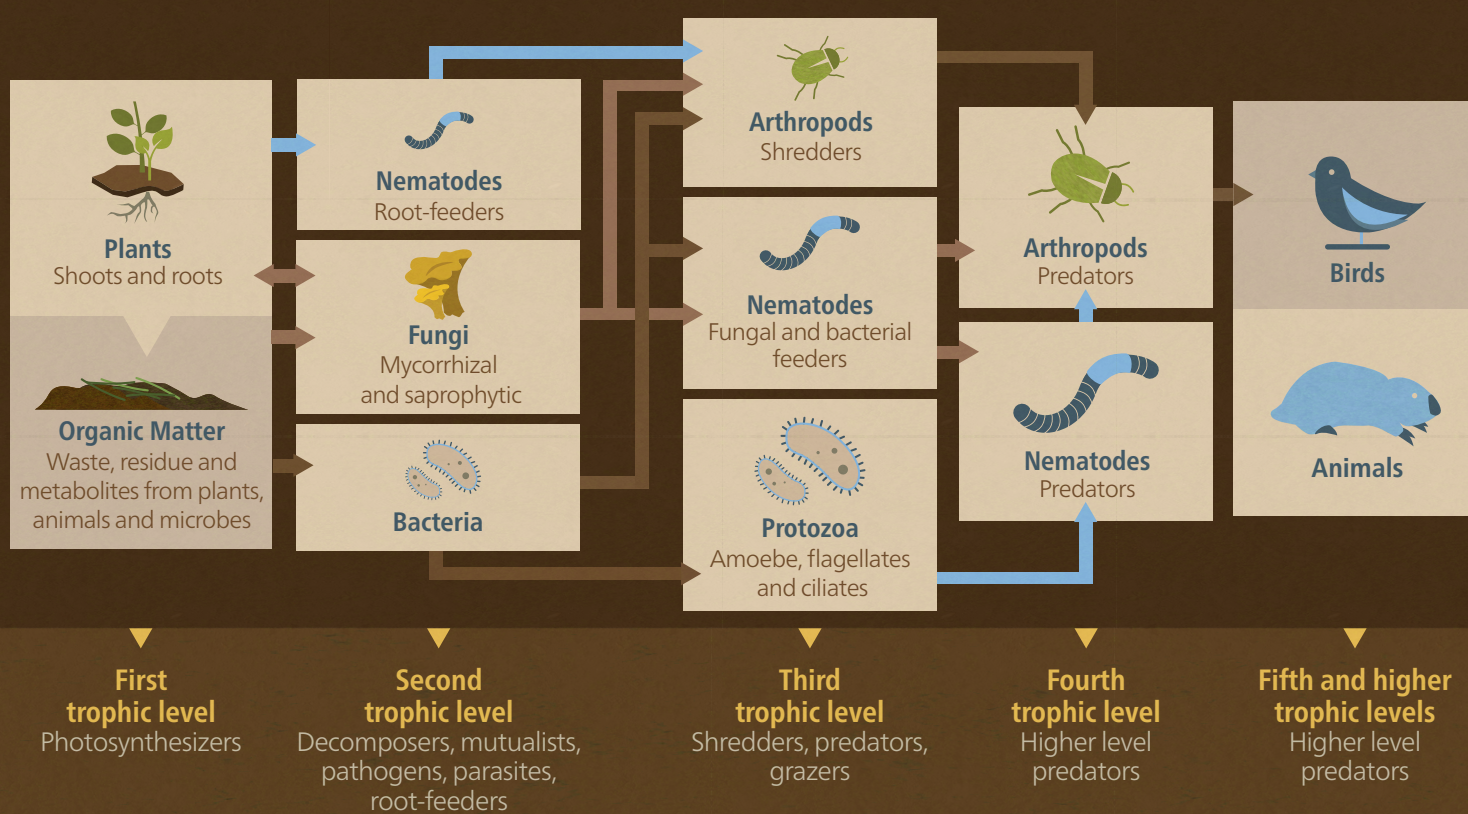 Plants
Shoots and roots
Organic Matter
Waste, residue and
metabolites from plants,
animals and microbes
Nematodes
Root-feeders
Fungi
Mycorrhizal
and saprophytic
Bacteria
Arthropods
Shredders
Nematodes
Fungal and bacterial
feeders
Protozoa
Amoebe, flagellates
and ciliates
Arthropods
Predators
Nematodes
Predators
Birds
Animals
First
trophic level
Photosynthesizers
Second
trophic level
Decomposers, mutualists,
pathogens, parasites,
root-feeders
Third
trophic level
Shredders, predators,
grazers
Fourth
trophic level
Higher level
predators
Fifth and higher
trophic levels
Higher level
predators